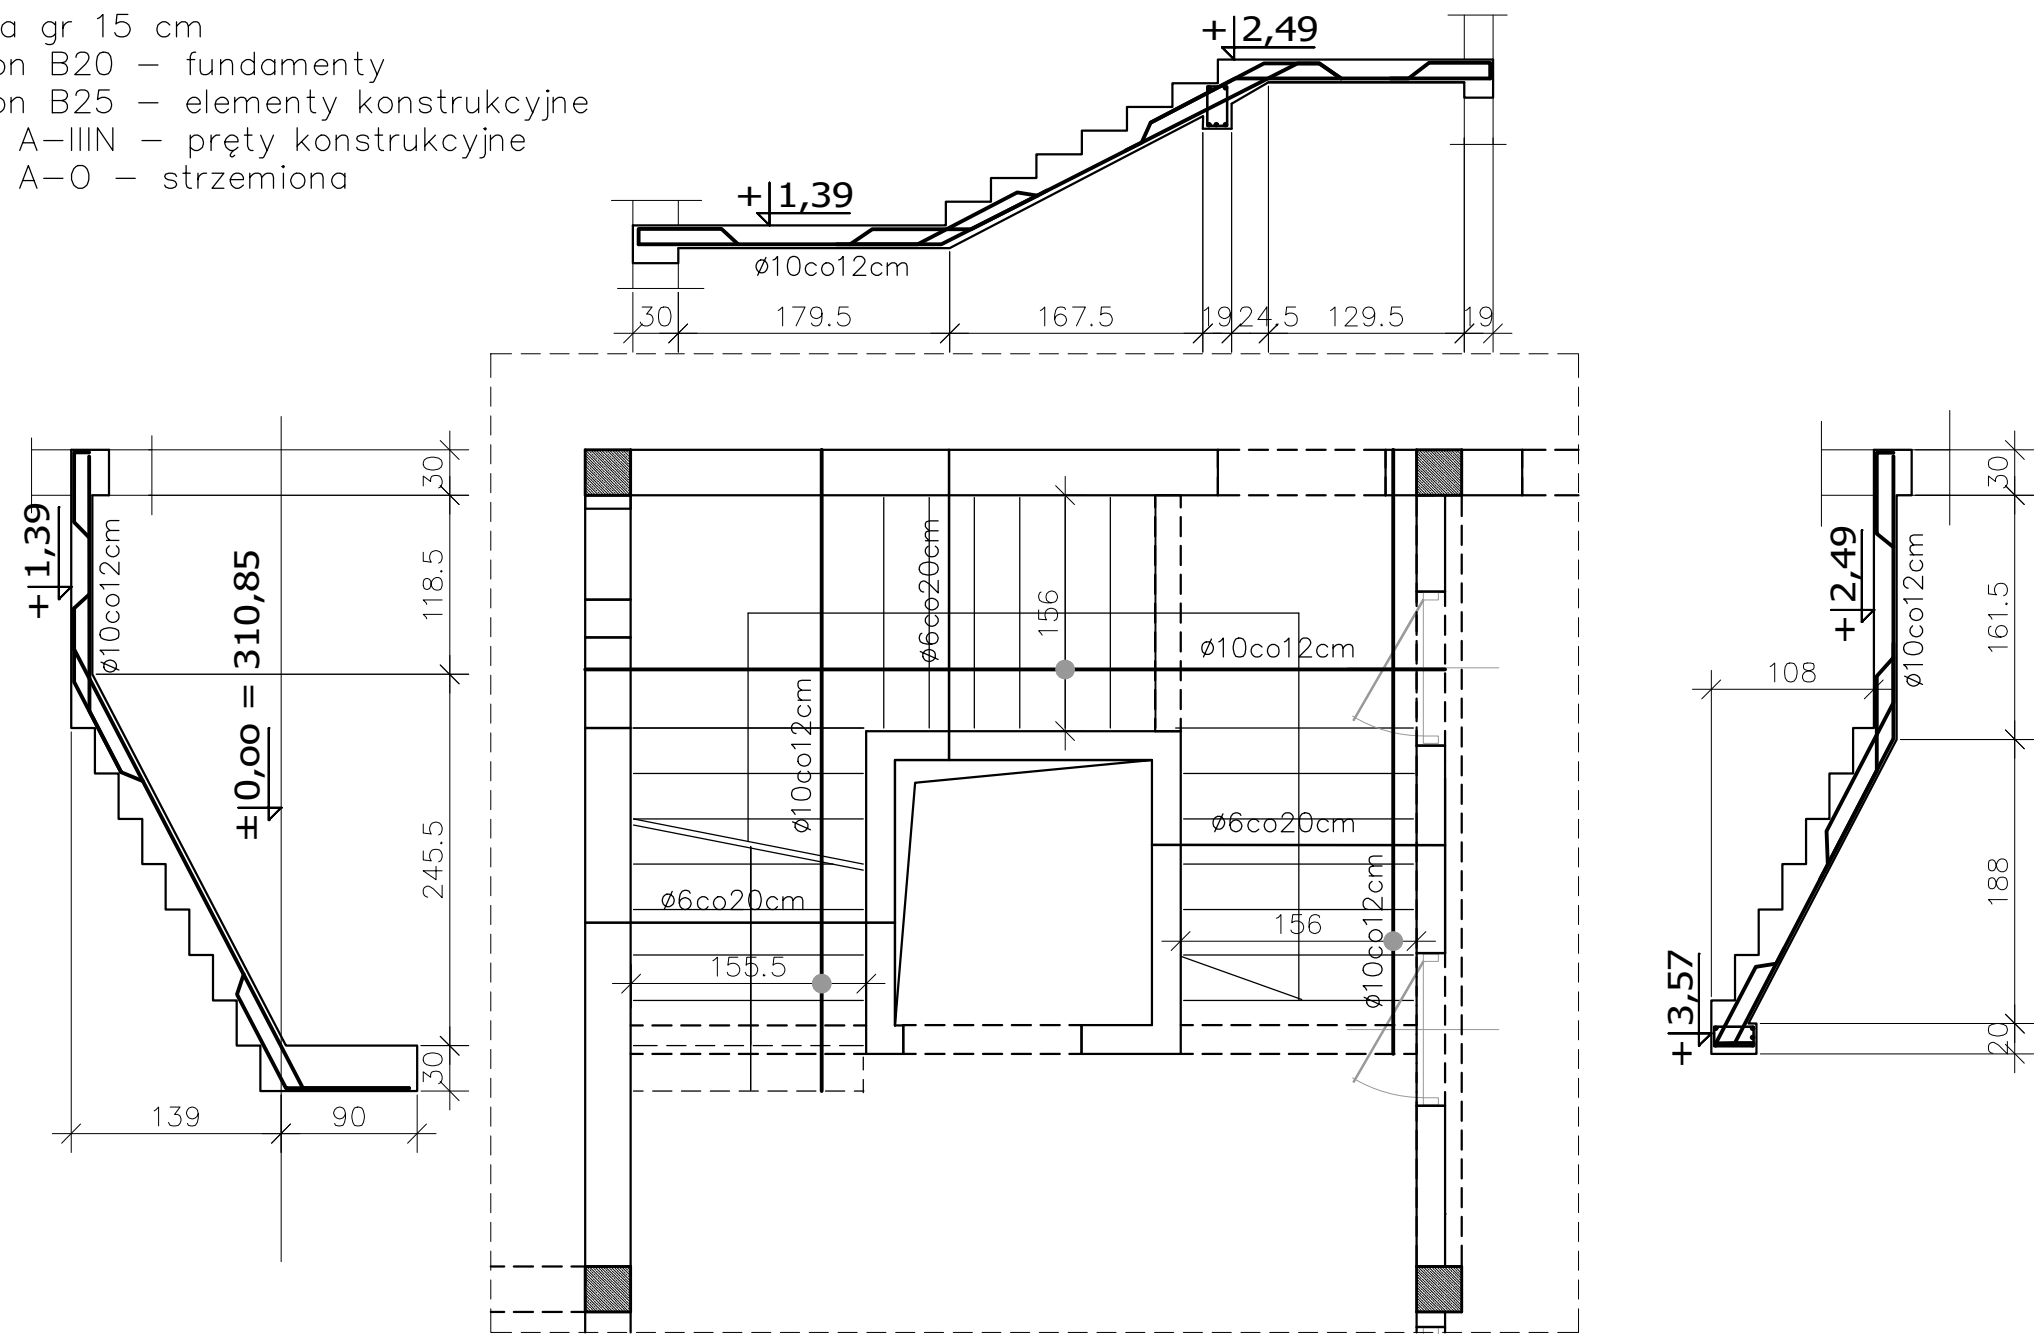 a gr 15 cm
on B20 – fundamenty
on B25 – elementy konstrukcyjne
A-IIIN – pręty konstrukcyjne
A-0 – strzemiona
+2,49
+1,39
ø10co12cm
30
179.5
167.5
19
24.5
129.5
19
+1,39
ø10co12cm
±0,00 = 310,85
30
118.5
245.5
30
139
90
ø6co20cm
156
ø10co12cm
ø10co12cm
ø6co20cm
ø6co20cm
155.5
156
ø10co12cm
+2,49
ø10co12cm
108
+3,57
30
161.5
188
20